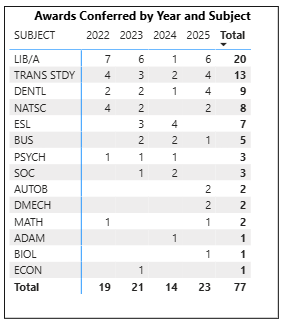 Awards Conferred by Year and Subject
SUBJECT 2022 2023 2024 2025 Total
LIB/A 7 6 1 6 20
TRANS STDY 4 3 2 4 13
DENTL 2 2 1 4 9
NATSC 4 2 2 8
ESL 3 4 7
BUS 2 2 1 5
PSYCH 1 1 1 3
SOC 1 2 3
AUTOB 2 2
DMECH 2 2
MATH 1 1 2
ADAM 1 1
BIOL 1 1
ECON 1 1
Total 19 21 14 23 77